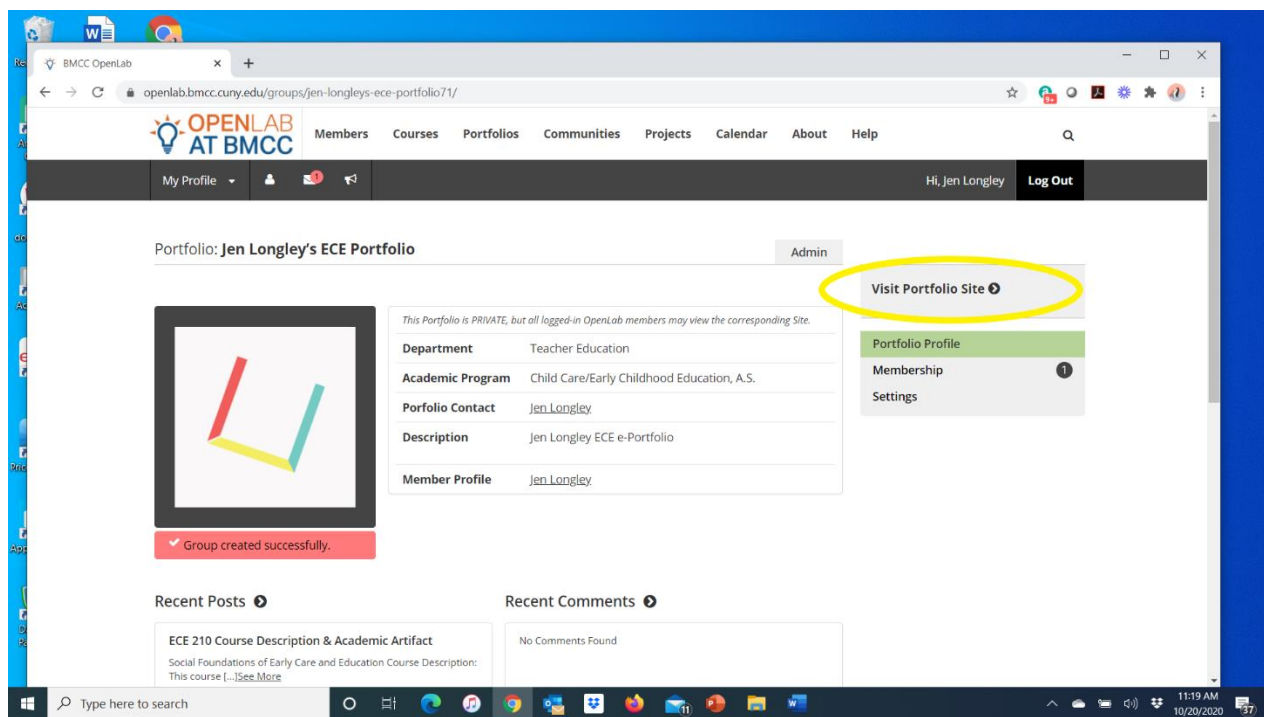 BMCC OpenLab
openlab.bmcc.cuny.edu/groups/jen-longleys-ece-portfolio71/
9+
OPENLAB
AT BMCC
Members Courses Portfolios Communities Projects Calendar About Help
My Profile 1 Hi, Jen Longley Log Out
Portfolio: Jen Longley's ECE Portfolio
Admin
Visit Portfolio Site
This Portfolio is PRIVATE, but all logged-in OpenLab members may view the corresponding Site.
Department Teacher Education
Academic Program Child Care/Early Childhood Education, A.S.
Porfolio Contact Jen Longley
Description Jen Longley ECE e-Portfolio
Member Profile Jen Longley
Portfolio Profile
Membership 1
Settings
Group created successfully.
Recent Posts
ECE 210 Course Description & Academic Artifact
Social Foundations of Early Care and Education Course Description:
This course [...]See More
Recent Comments
No Comments Found
Type here to search
11
11:19 AM
10/20/2020
37